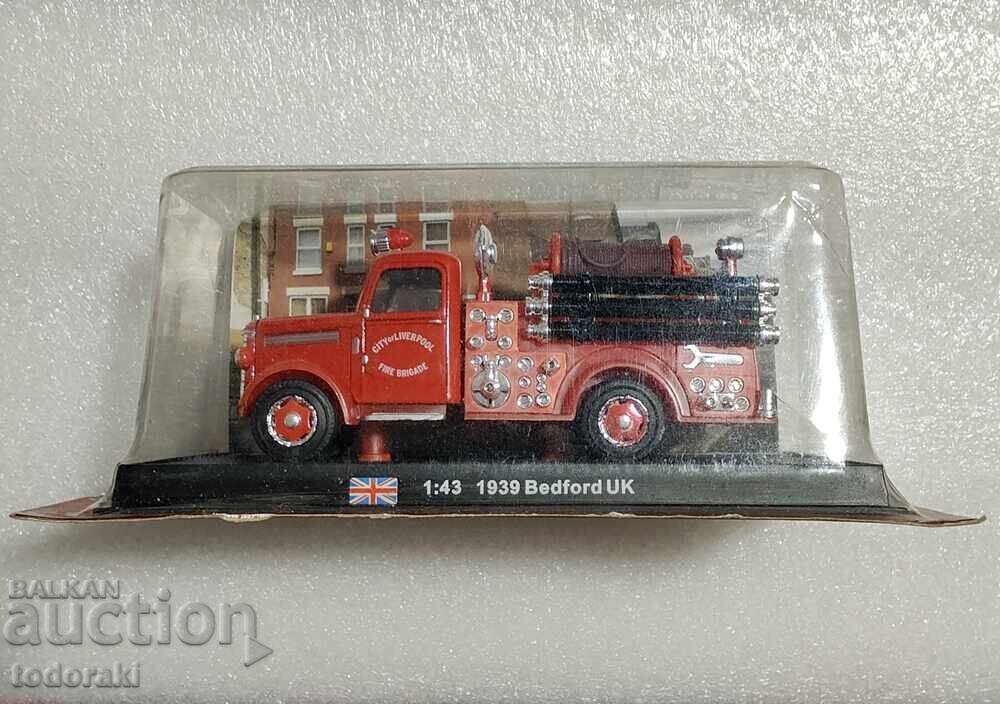 CITY of LIVERPOOL
FIRE BRIGADE
1:43 1939 Bedford UK
BALKAN
auction
todoraki